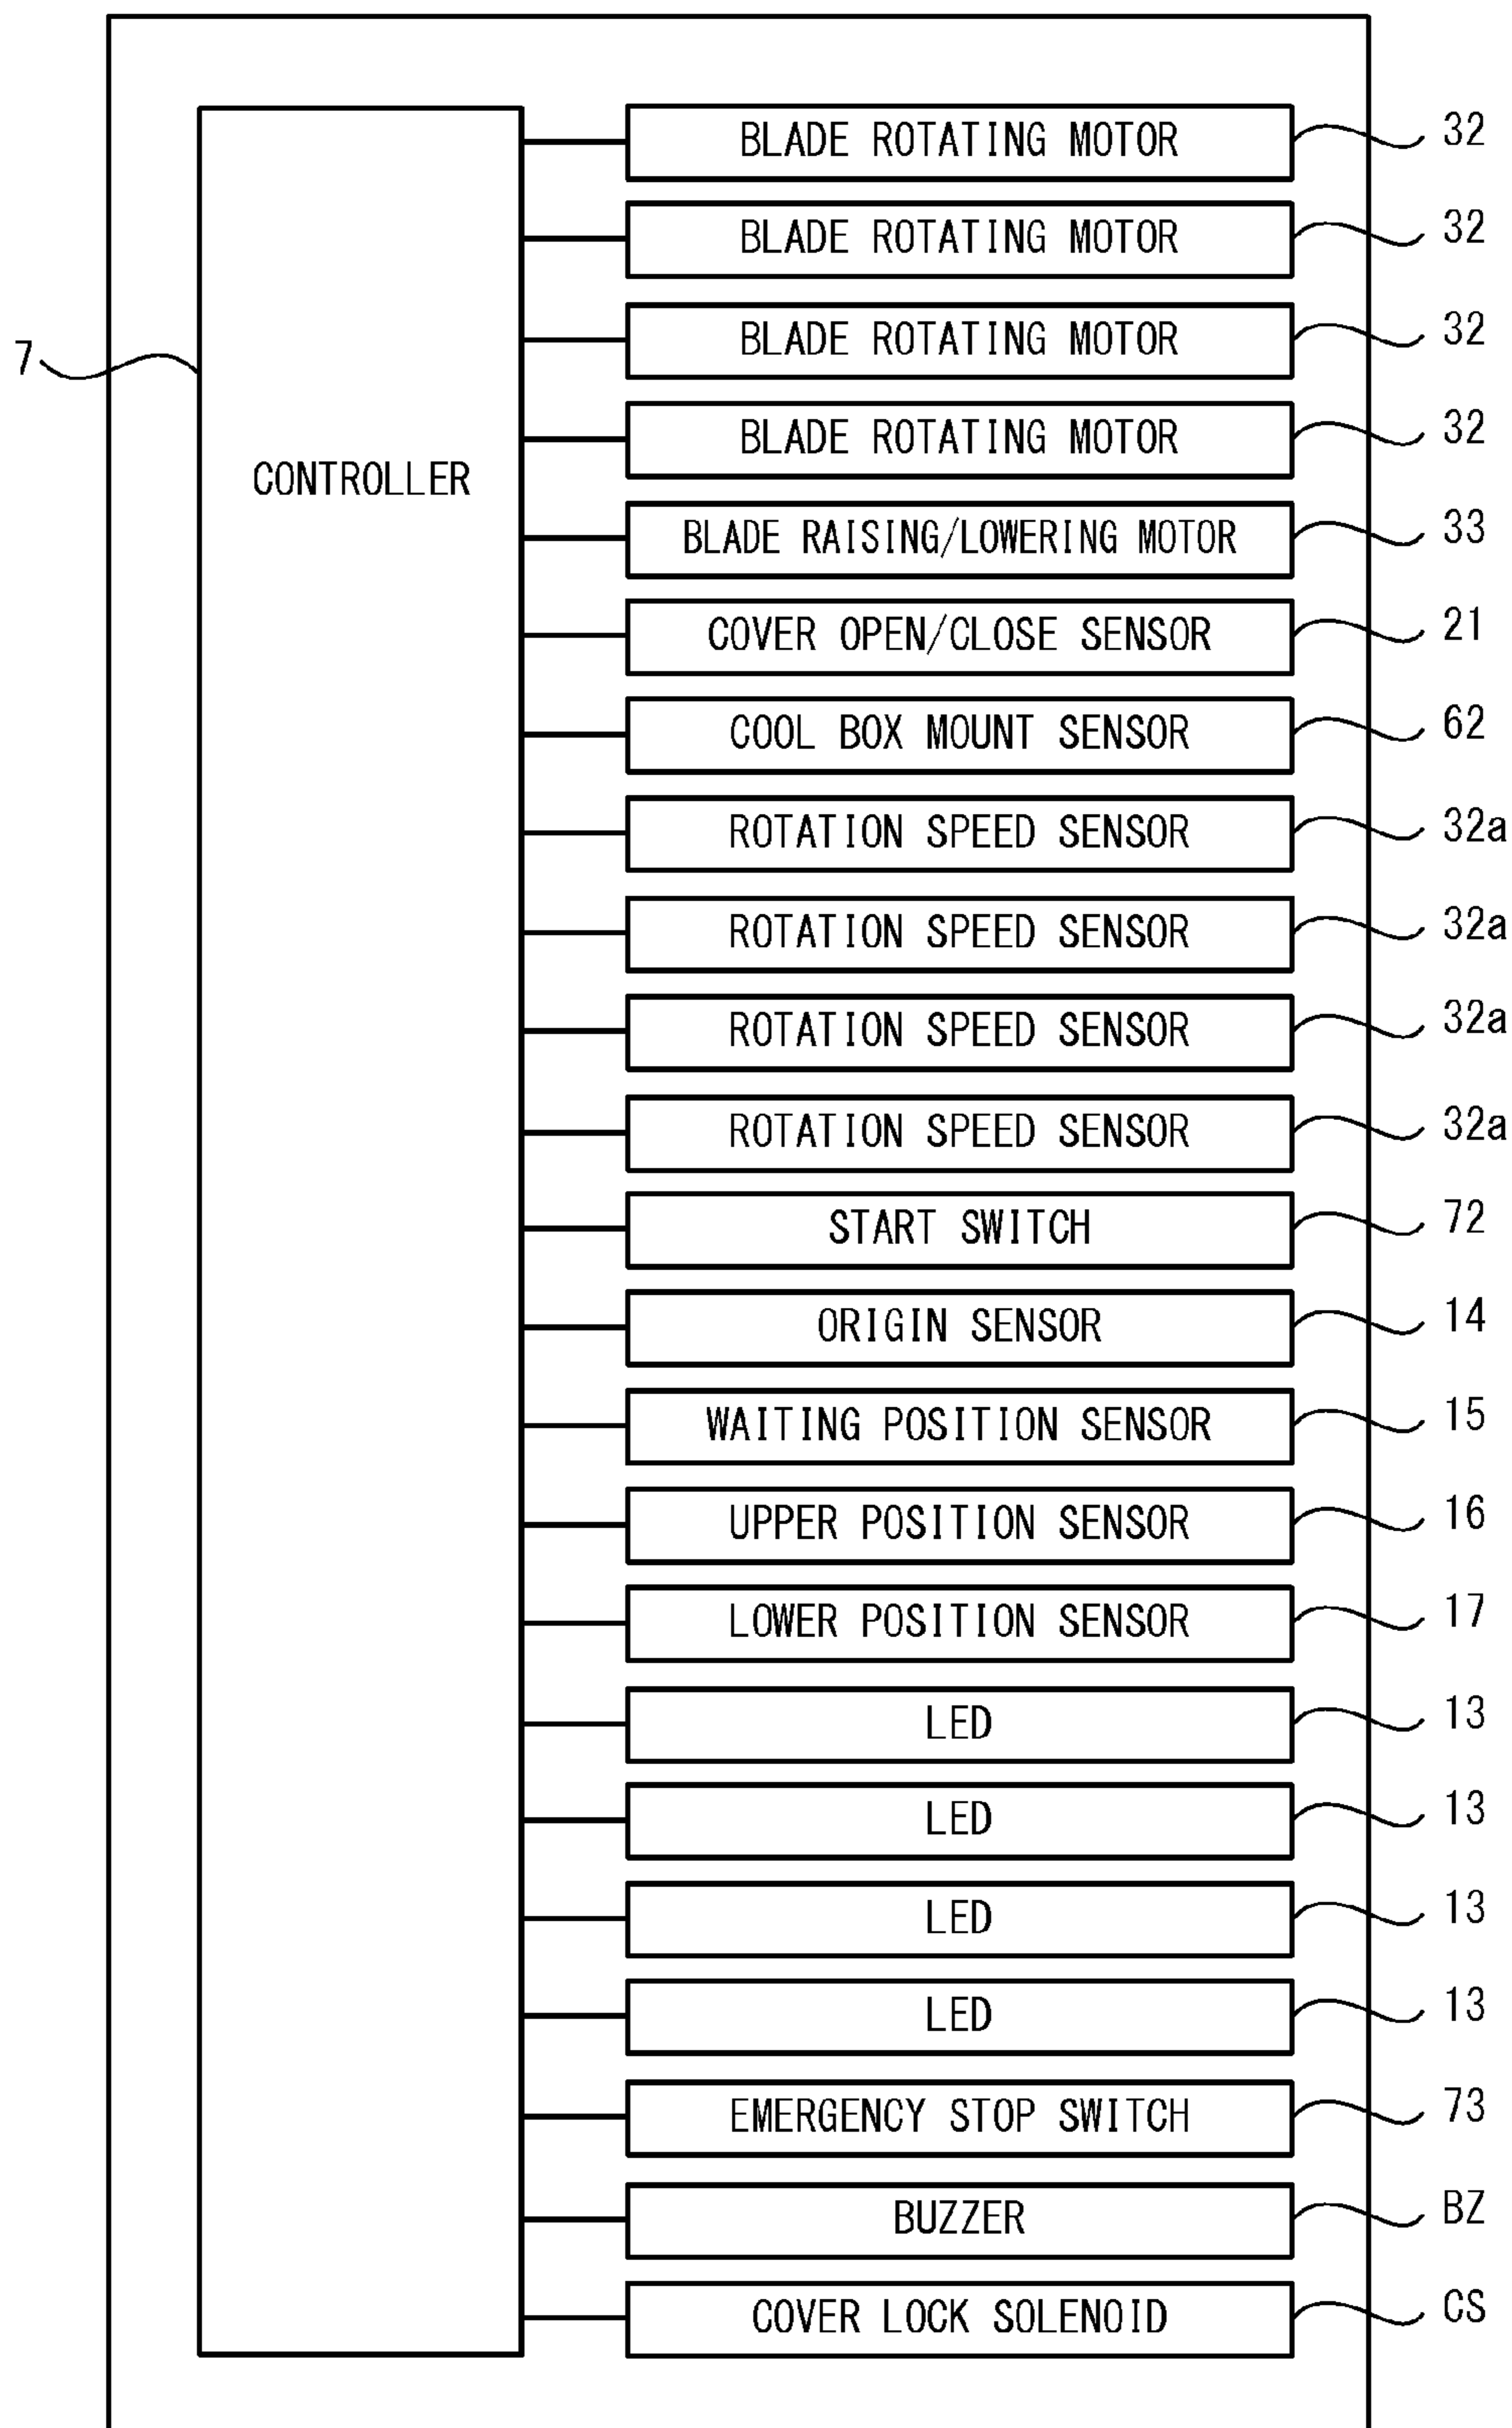 BLADE ROTATING MOTOR 32
BLADE ROTATING MOTOR 32
BLADE ROTATING MOTOR 32
7
BLADE ROTATING MOTOR 32
CONTROLLER
BLADE RAISING/LOWERING MOTOR 33
COVER OPEN/CLOSE SENSOR 21
COOL BOX MOUNT SENSOR 62
ROTATION SPEED SENSOR 32a
ROTATION SPEED SENSOR 32a
ROTATION SPEED SENSOR 32a
ROTATION SPEED SENSOR 32a
START SWITCH 72
ORIGIN SENSOR 14
WAITING POSITION SENSOR 15
UPPER POSITION SENSOR 16
LOWER POSITION SENSOR 17
LED 13
LED 13
LED 13
LED 13
EMERGENCY STOP SWITCH 73
BUZZER BZ
COVER LOCK SOLENOID CS